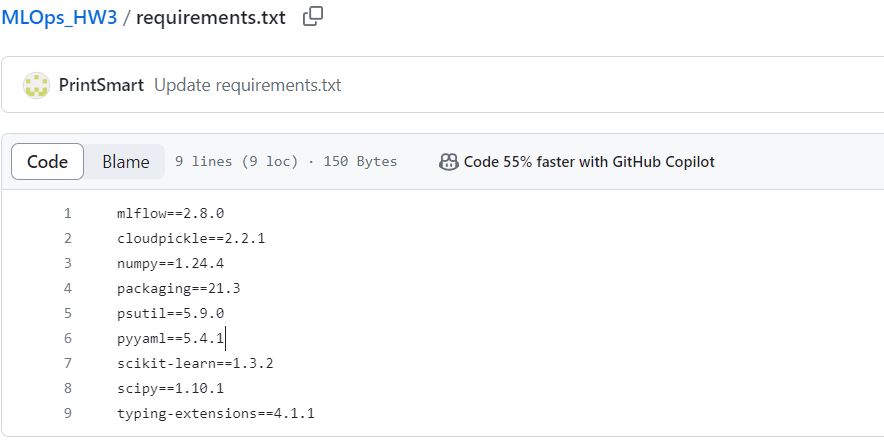 MLOps_HW3 / requirements.txt
PrintSmart Update requirements.txt
Code Blame 9 lines (9 loc) · 150 Bytes Code 55% faster with GitHub Copilot
1 mlflow==2.8.0
2 cloudpickle==2.2.1
3 numpy==1.24.4
4 packaging==21.3
5 psutil==5.9.0
6 pyyaml==5.4.1
7 scikit-learn==1.3.2
8 scipy==1.10.1
9 typing-extensions==4.1.1